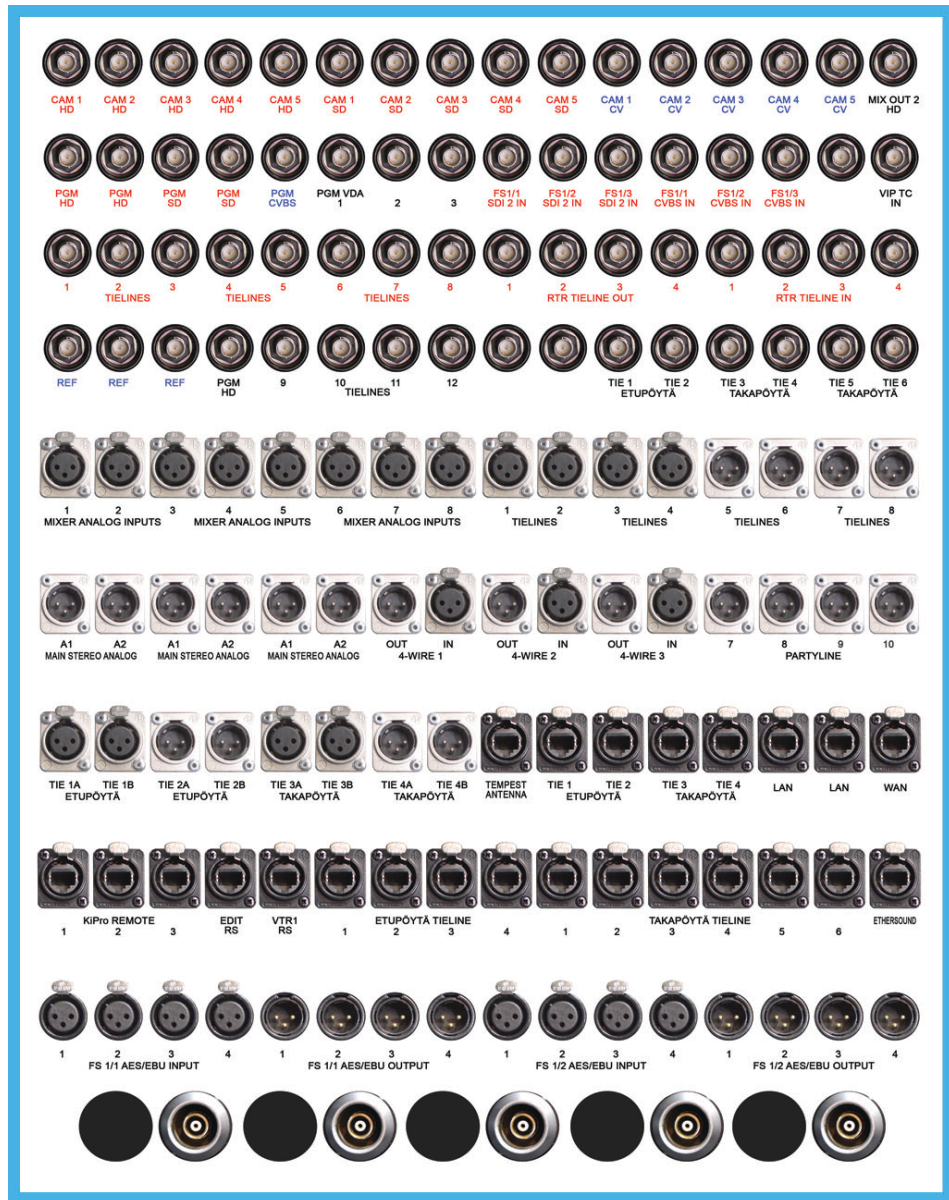 CAM 1 CAM 2 CAM 3 CAM 4 CAM 5 CAM 1 CAM 2 CAM 3 CAM 4 CAM 5 CAM 1 CAM 2 CAM 3 CAM 4 CAM 5 MIX OUT 2
HD HD HD HD HD SD SD SD SD SD CV CV CV CV CV HD
PGM PGM PGM PGM PGM PGM VDA FS1/1 FS1/2 FS1/3 FS1/1 FS1/2 FS1/3 VIP TC
HD HD SD SD CVBS 1 2 3 SDI 2 IN SDI 2 IN SDI 2 IN CVBS IN CVBS IN CVBS IN IN
1 2 3 4 5 6 7 8 1 2 3 4 1 2 3 4
TIELINES TIELINES TIELINES RTR TIELINE OUT RTR TIELINE IN
REF REF REF PGM 9 10 11 12 TIE 1 TIE 2 TIE 3 TIE 4 TIE 5 TIE 6
HD TIELINES ETUPÖYTÄ TAKAPÖYTÄ TAKAPÖYTÄ
1 2 3 4 5 6 7 8 1 2 3 4 5 6 7 8
MIXER ANALOG INPUTS MIXER ANALOG INPUTS MIXER ANALOG INPUTS TIELINES TIELINES TIELINES TIELINES
A1 A2 A1 A2 A1 A2 OUT IN OUT IN OUT IN 7 8 9 10
MAIN STEREO ANALOG MAIN STEREO ANALOG MAIN STEREO ANALOG 4-WIRE 1 4-WIRE 2 4-WIRE 3 PARTYLINE
TIE 1A TIE 1B TIE 2A TIE 2B TIE 3A TIE 3B TIE 4A TIE 4B TEMPEST TIE 1 TIE 2 TIE 3 TIE 4 LAN LAN WAN
ETUPÖYTÄ ETUPÖYTÄ TAKAPÖYTÄ TAKAPÖYTÄ ANTENNA ETUPÖYTÄ TAKAPÖYTÄ
KiPro REMOTE EDIT VTR1 ETUPÖYTÄ TIELINE TAKAPÖYTÄ TIELINE ETHERSOUND
1 2 3 RS RS 1 2 3 4 1 2 3 4 5 6
1 2 3 4 1 2 3 4 1 2 3 4 1 2 3 4
FS 1/1 AES/EBU INPUT FS 1/1 AES/EBU OUTPUT FS 1/2 AES/EBU INPUT FS 1/2 AES/EBU OUTPUT